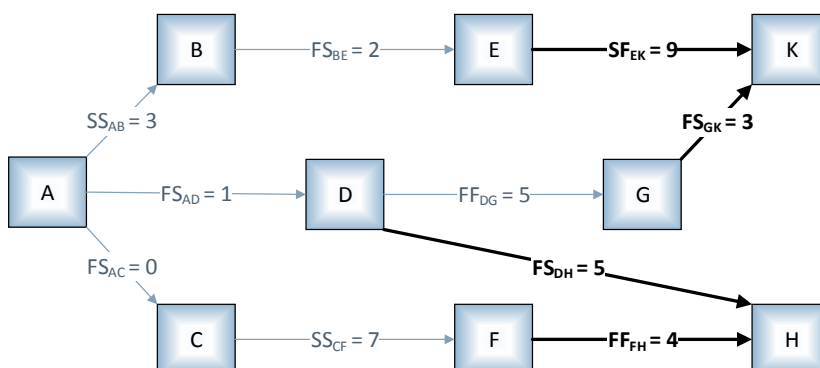 B
FS_BE = 2
E
SF_EK = 9
K
SS_AB = 3
FS_GK = 3
A
FS_AD = 1
D
FF_DG = 5
G
FS_AC = 0
FS_DH = 5
C
SS_CF = 7
F
FF_FH = 4
H